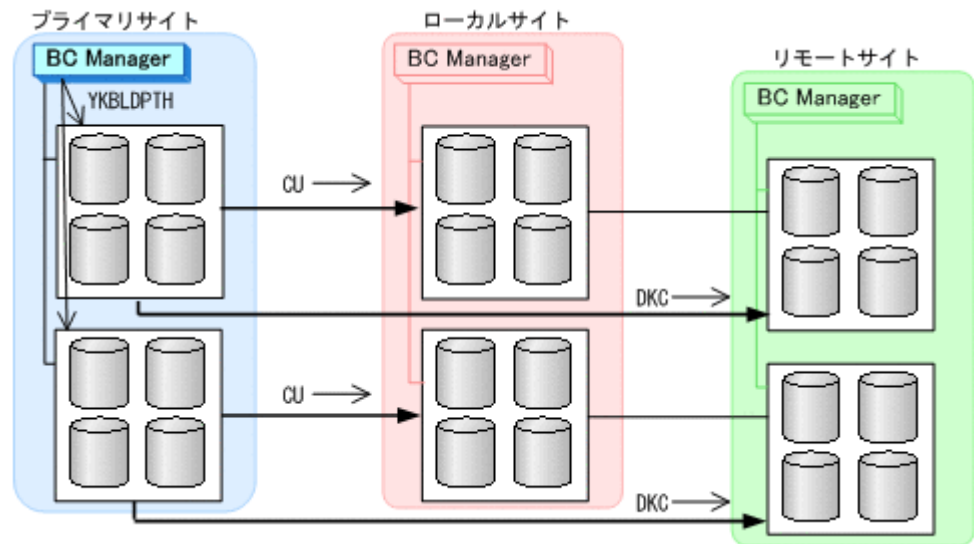 プライマリサイト
ローカルサイト
リモートサイト
BC Manager
BC Manager
BC Manager
YKBLDPTH
CU
DKC
CU
DKC